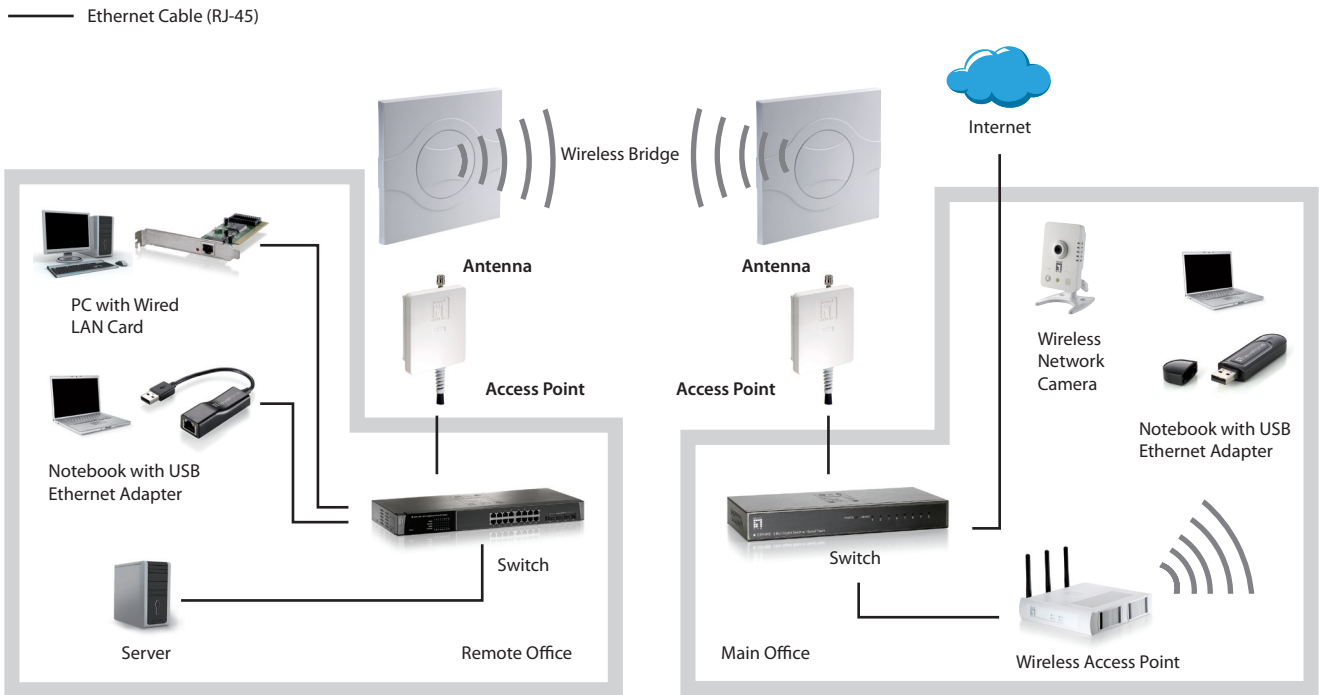 Ethernet Cable (RJ-45)
Internet
Wireless Bridge
Antenna
Antenna
PC with Wired
LAN Card
Wireless
Network
Camera
Access Point
Access Point
Notebook with USB
Ethernet Adapter
Notebook with USB
Ethernet Adapter
Switch
Switch
Server
Remote Office
Main Office
Wireless Access Point